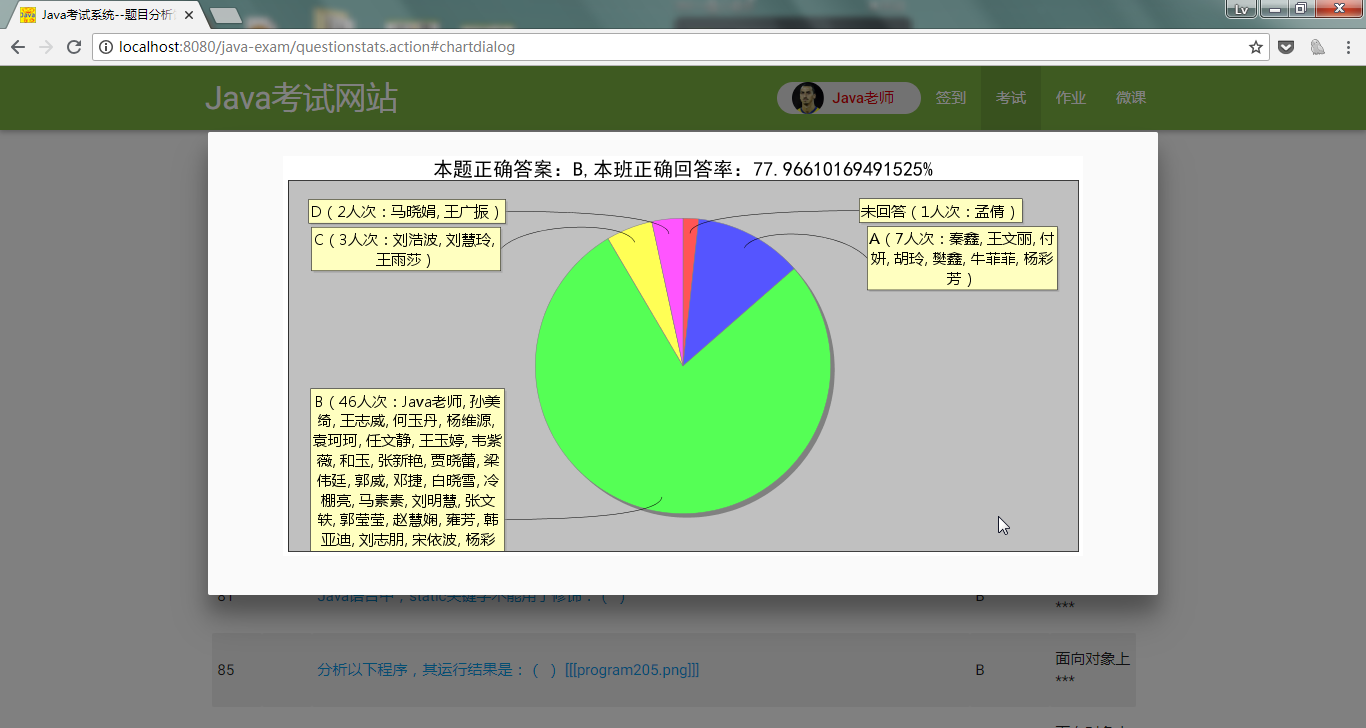 Java考试系统--题目分析
Lv
localhost:8080/java-exam/questionstats.action#chartdialog
Java考试网站
Java老师
签到
考试
作业
微课
本题正确答案：B,本班正确回答率：77.96610169491525%
D（2人次：马晓娟, 王广振）
未回答（1人次：孟倩）
C（3人次：刘浩波, 刘慧玲,
王雨莎）
A（7人次：秦鑫, 王文丽, 付
妍, 胡玲, 樊鑫, 牛菲菲, 杨彩
芳）
B（46人次：Java老师, 孙美
绮, 王志威, 何玉丹, 杨维源,
袁珂珂, 任文静, 王玉婷, 韦紫
薇, 和玉, 张新艳, 贾晓蕾, 梁
伟廷, 郭威, 邓捷, 白晓雪, 冷
棚亮, 马素素, 刘明慧, 张文
轶, 郭莹莹, 赵慧娴, 雍芳, 韩
亚迪, 刘志朋, 宋依波, 杨彩
81
Java语言中，static关键字不能用于修饰：（ ）
B
***
85
分析以下程序，其运行结果是：（ ） [[[program205.png]]]
B
面向对象上
***